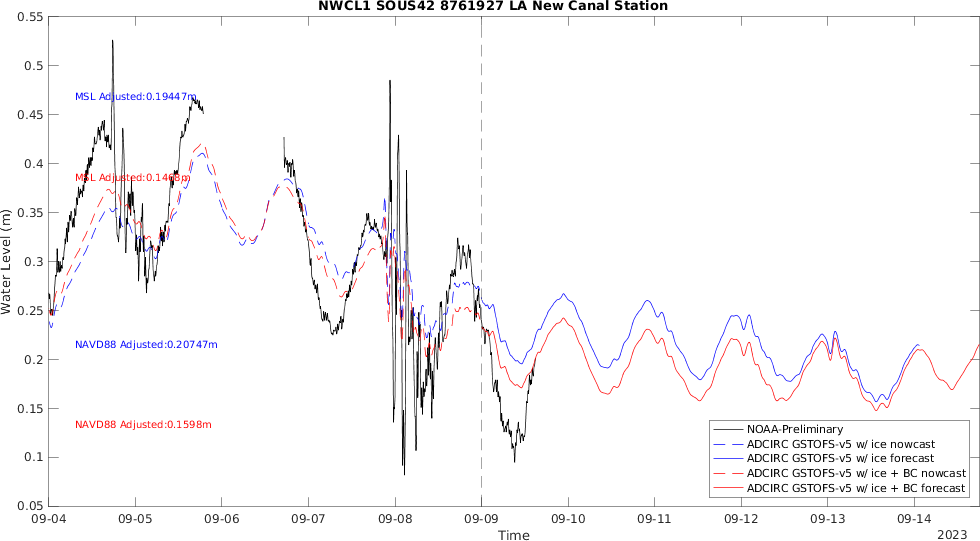 NWCL1 SOUS42 8761927 LA New Canal Station
0.55
0.5
0.45
0.4
0.35
0.3
0.25
0.2
0.15
0.1
0.05
Water Level (m)
MSL Adjusted:0.19447m
MSL Adjusted:0.1468m
NAVD88 Adjusted:0.20747m
NAVD88 Adjusted:0.1598m
NOAA-Preliminary
ADCIRC GSTOFS-v5 w/ ice nowcast
ADCIRC GSTOFS-v5 w/ ice forecast
ADCIRC GSTOFS-v5 w/ ice + BC nowcast
ADCIRC GSTOFS-v5 w/ ice + BC forecast
09-04 09-05 09-06 09-07 09-08 09-09 09-10 09-11 09-12 09-13 09-14
Time
2023